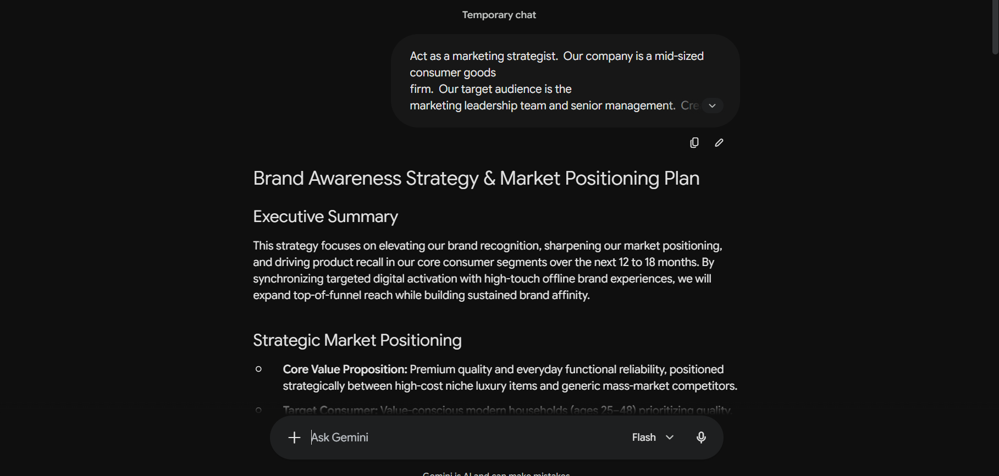 Temporary chat
Act as a marketing strategist.  Our company is a mid-sized
consumer goods
firm.  Our target audience is the
marketing leadership team and senior management.  Cre
Brand Awareness Strategy & Market Positioning Plan
Executive Summary
This strategy focuses on elevating our brand recognition, sharpening our market positioning,
and driving product recall in our core consumer segments over the next 12 to 18 months. By
synchronizing targeted digital activation with high-touch offline brand experiences, we will
expand top-of-funnel reach while building sustained brand affinity.
Strategic Market Positioning
Core Value Proposition: Premium quality and everyday functional reliability, positioned
strategically between high-cost niche luxury items and generic mass-market competitors.
Target Consumer: Value-conscious modern households (ages 25–48) prioritizing quality,
Ask Gemini
Flash
Gemini is AI and can make mistakes.